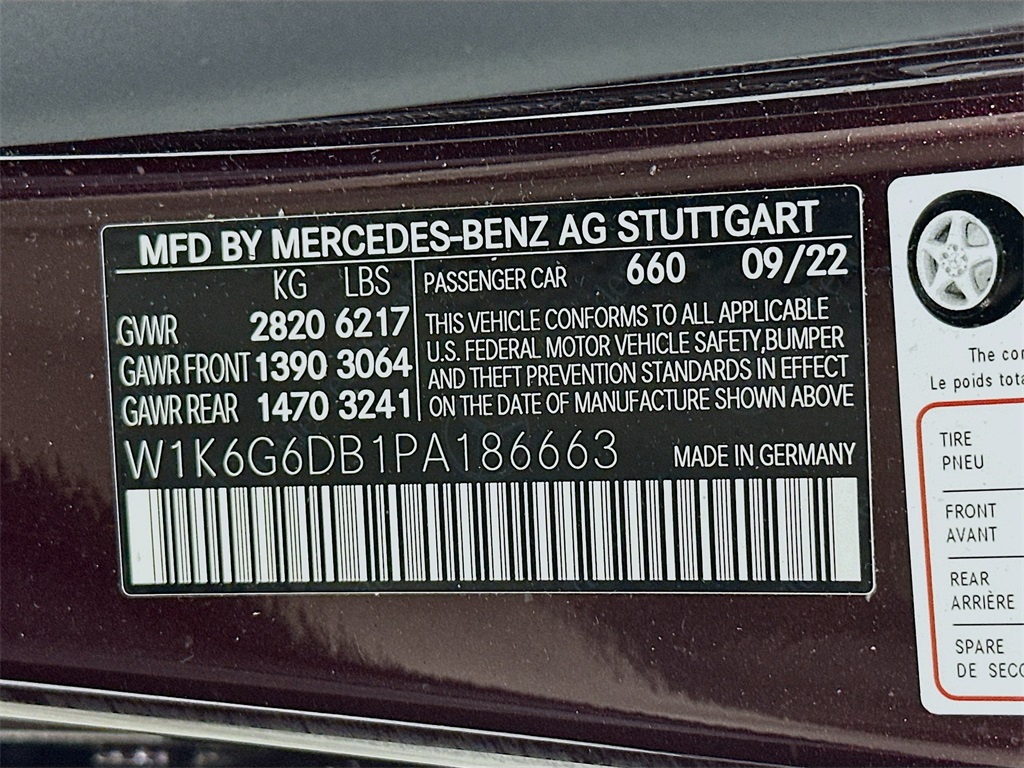 MFD BY MERCEDES-BENZ AG STUTTGART
KG LBS
GVWR 2820 6217
GAWR FRONT 1390 3064
GAWR REAR 1470 3241
PASSENGER CAR 660 09/22
THIS VEHICLE CONFORMS TO ALL APPLICABLE
U.S. FEDERAL MOTOR VEHICLE SAFETY,BUMPER
AND THEFT PREVENTION STANDARDS IN EFFECT
ON THE DATE OF MANUFACTURE SHOWN ABOVE
W1K6G6DB1PA186663 MADE IN GERMANY
The
Le poids
TIRE
PNEU
FRONT
AVANT
REAR
ARRIÈRE
SPARE
DE